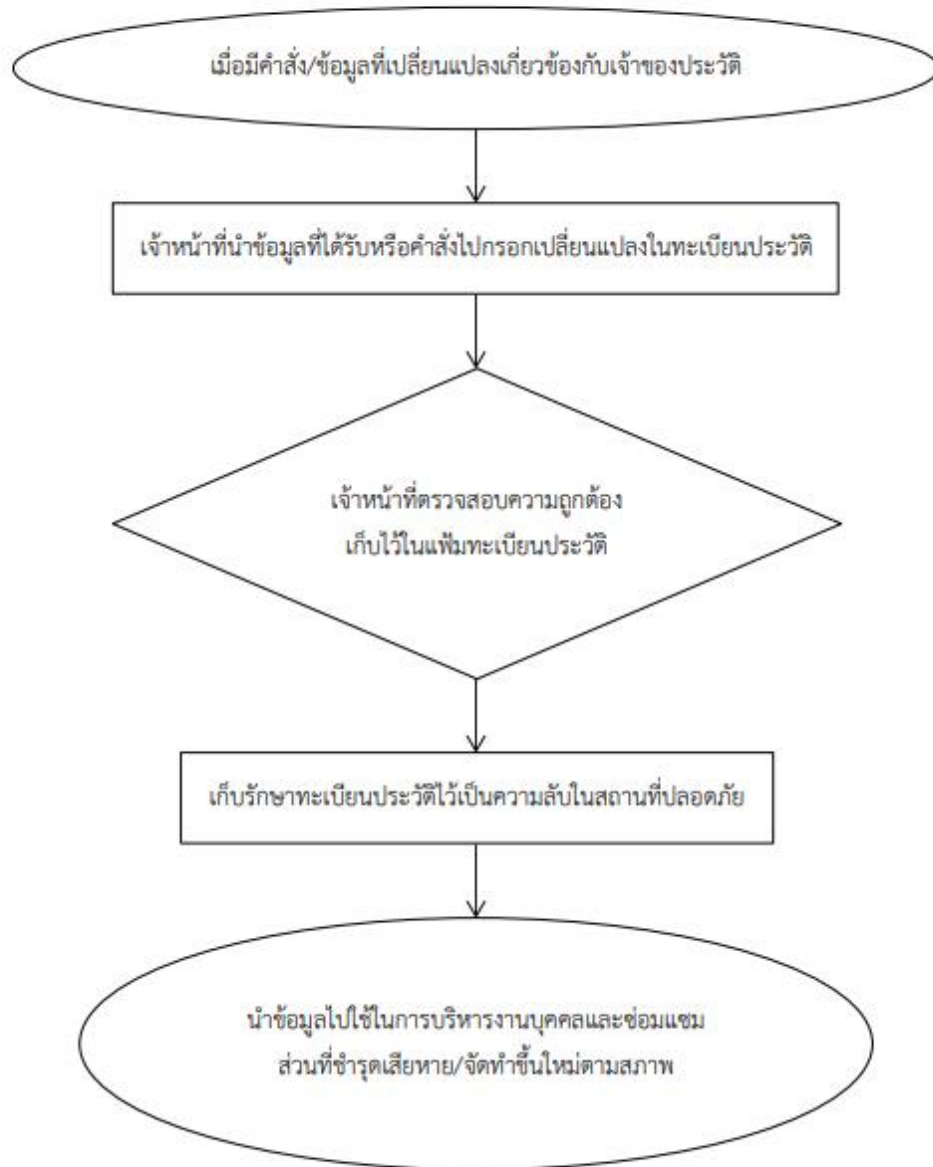 เมื่อมีคำสั่ง/ข้อมูลที่เปลี่ยนแปลงเกี่ยวข้องกับเจ้าของประวัติ
เจ้าหน้าที่นำข้อมูลที่ได้รับหรือคำสั่งไปกรอกเปลี่ยนแปลงในทะเบียนประวัติ
เจ้าหน้าที่ตรวจสอบความถูกต้อง
เก็บไว้ในแฟ้มทะเบียนประวัติ
เก็บรักษาทะเบียนประวัติไว้เป็นความลับในสถานที่ปลอดภัย
นำข้อมูลไปใช้ในการบริหารงานบุคคลและซ่อมแซม
ส่วนที่ชำรุดเสียหาย/จัดทำขึ้นใหม่ตามสภาพ